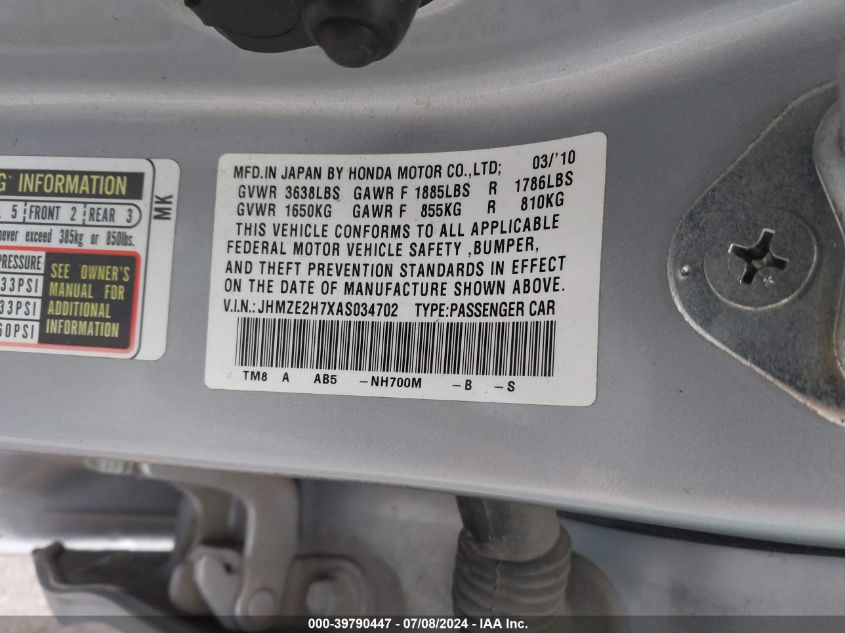 G INFORMATION
5 FRONT 2 REAR 3
never exceed 385kg or 850lbs.
PRESSURE
33PSI
33PSI
60PSI
SEE OWNER'S
MANUAL FOR
ADDITIONAL
INFORMATION
MK
MFD.IN JAPAN BY HONDA MOTOR CO.,LTD; 03/'10
GVWR 3638LBS GAWR F 1885LBS R 1786LBS
GVWR 1650KG GAWR F 855KG R 810KG
THIS VEHICLE CONFORMS TO ALL APPLICABLE
FEDERAL MOTOR VEHICLE SAFETY ,BUMPER,
AND THEFT PREVENTION STANDARDS IN EFFECT
ON THE DATE OF MANUFACTURE SHOWN ABOVE.
V.I.N.:JHMZE2H7XAS034702 TYPE:PASSENGER CAR
TM8 A AB5 -NH700M -B -S
000-39790447 - 07/08/2024 - IAA Inc.